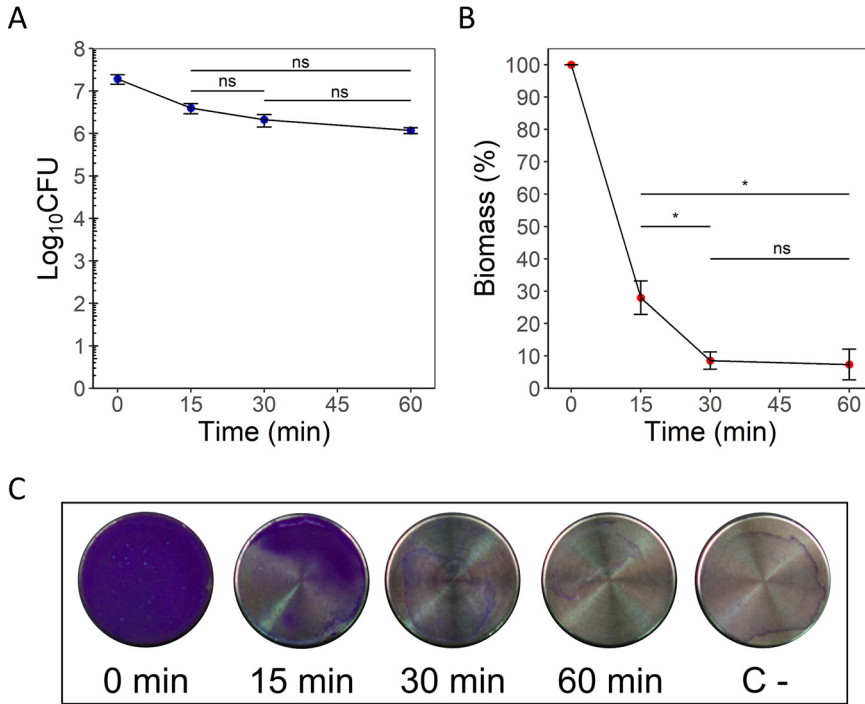 A
8
7
6
5
4
3
2
1
0
Log₁₀CFU
ns
ns
ns
0
15
30
45
60
Time (min)
B
100
90
80
70
60
50
40
30
20
10
0
Biomass (%)
*
*
ns
0
15
30
45
60
Time (min)
C
0 min
15 min
30 min
60 min
C -